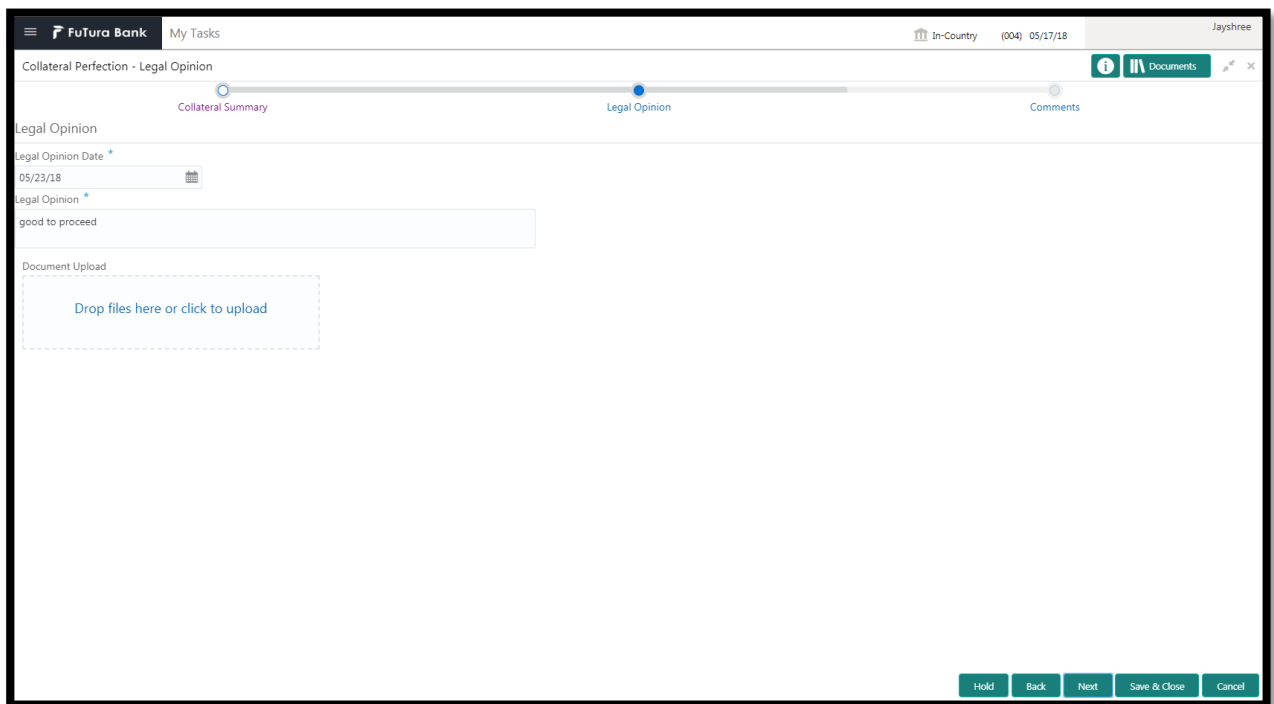 FuTura Bank My Tasks In-Country (004) 05/17/18 Jayshree
Collateral Perfection - Legal Opinion i Documents
Collateral Summary Legal Opinion Comments
Legal Opinion
Legal Opinion Date *
05/23/18
Legal Opinion *
good to proceed
Document Upload
Drop files here or click to upload
Hold Back Next Save & Close Cancel